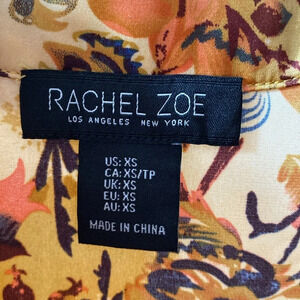 RACHEL ZOE
LOS ANGELES NEW YORK
US: XS
CA: XS/TP
UK: XS
EU: XS
AU: XS
MADE IN CHINA